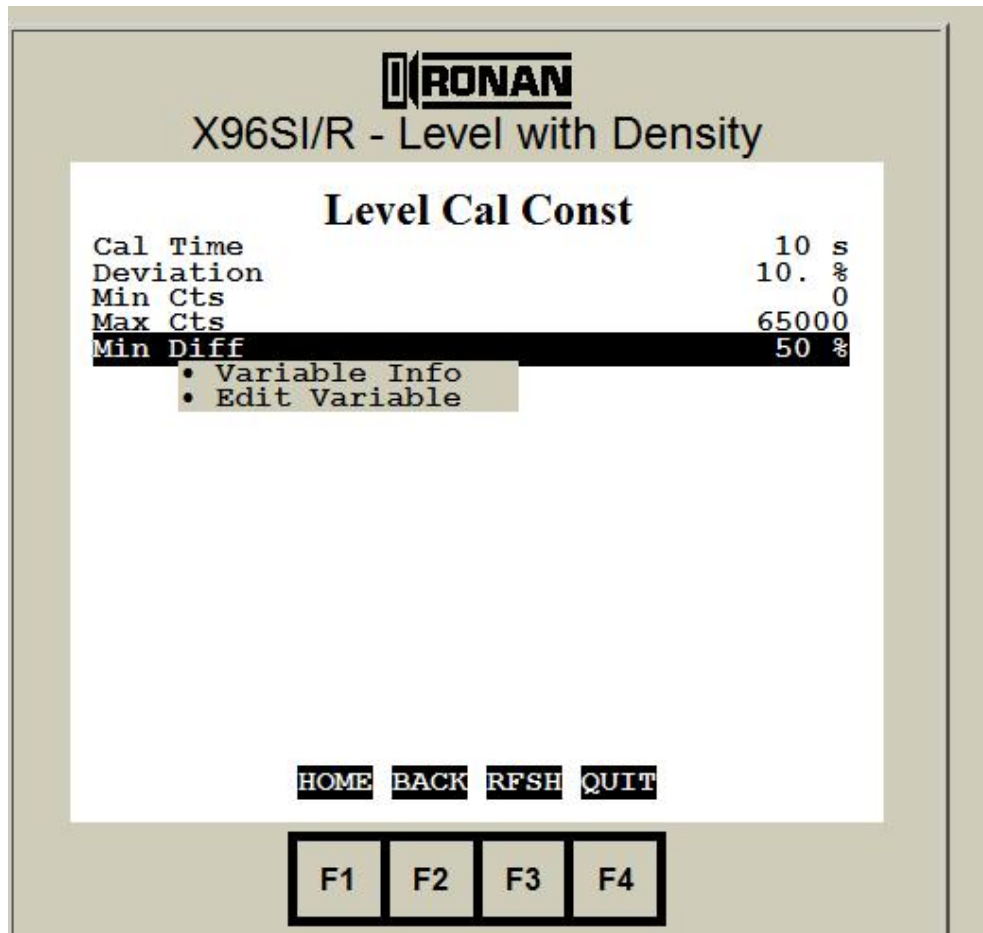 RONAN
X96SI/R - Level with Density
Level Cal Const
Cal Time 10 s
Deviation 10. %
Min Cts 0
Max Cts 65000
Min Diff 50 %
• Variable Info
• Edit Variable
HOME BACK RFSH QUIT
F1 F2 F3 F4